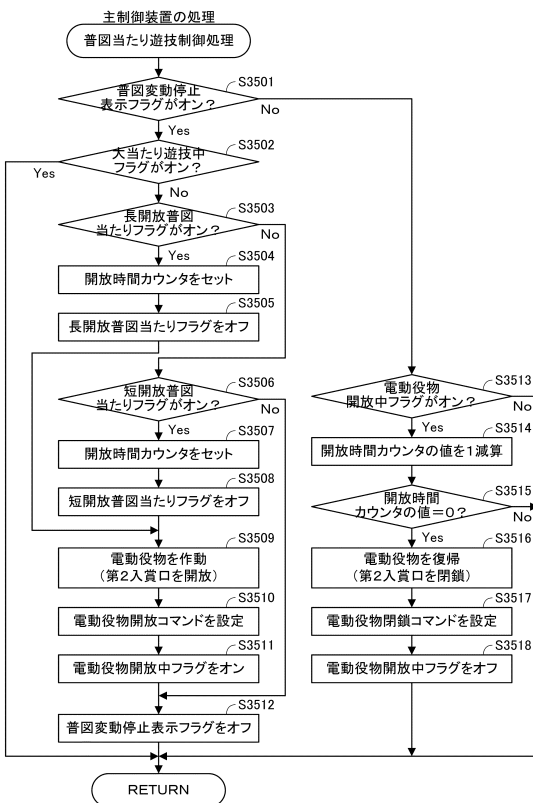 主制御装置の処理
普図当たり遊技制御処理
S3501
普図変動停止
表示フラグがオン?
No
Yes
S3502
大当たり遊技中
フラグがオン?
Yes
No
S3503
長開放普図
当たりフラグがオン?
No
Yes
S3504
開放時間カウンタをセット
S3505
長開放普図当たりフラグをオフ
S3506
短開放普図
当たりフラグがオン?
No
Yes
S3507
開放時間カウンタをセット
S3508
短開放普図当たりフラグをオフ
S3509
電動役物を作動
(第2入賞口を開放)
S3510
電動役物開放コマンドを設定
S3511
電動役物開放中フラグをオン
S3512
普図変動停止表示フラグをオフ
S3513
電動役物
開放中フラグがオン?
No
Yes
S3514
開放時間カウンタの値を1減算
S3515
開放時間
カウンタの値=0?
No
Yes
S3516
電動役物を復帰
(第2入賞口を閉鎖)
S3517
電動役物閉鎖コマンドを設定
S3518
電動役物開放中フラグをオフ
RETURN